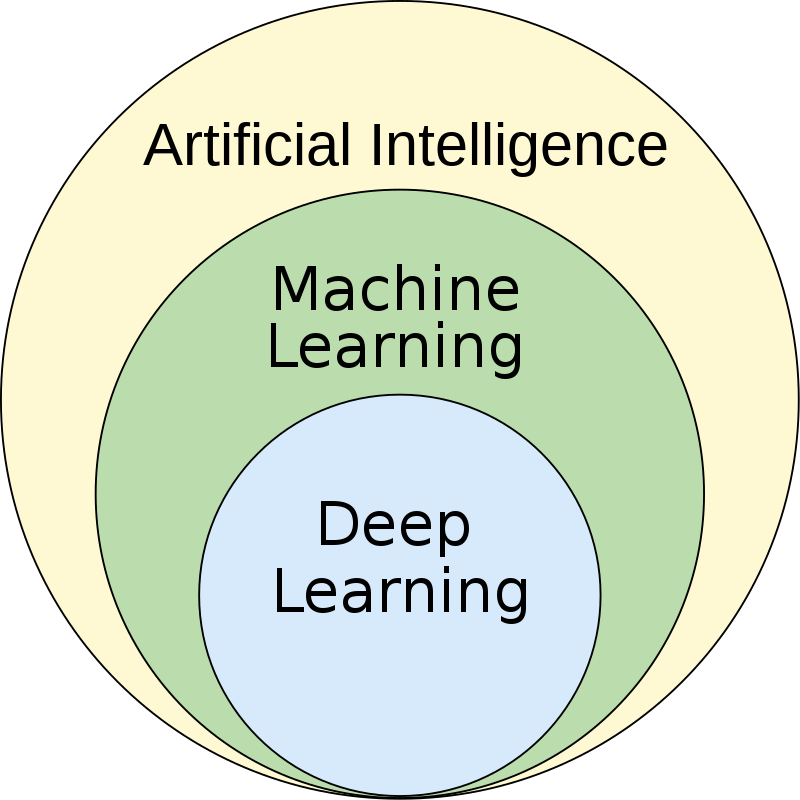 Artificial Intelligence
Machine
Learning
Deep
Learning